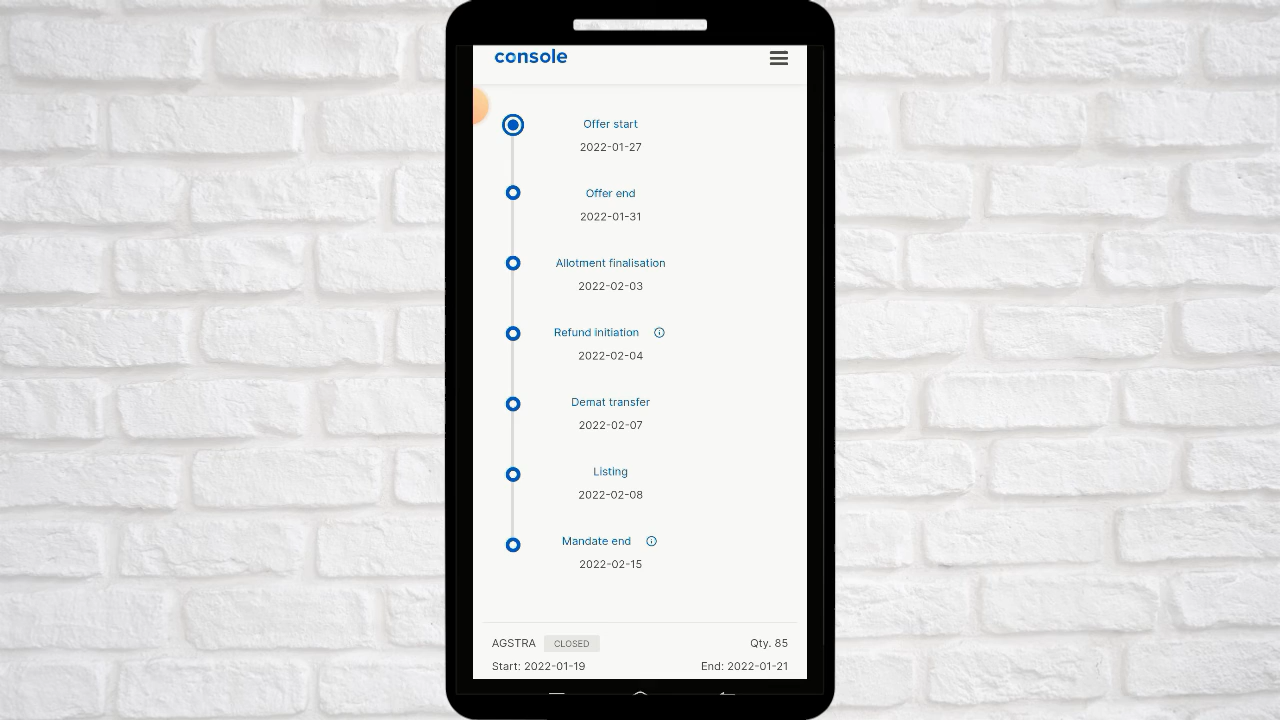 console
Offer start
2022-01-27
Offer end
2022-01-31
Allotment finalisation
2022-02-03
Refund initiation
2022-02-04
Demat transfer
2022-02-07
Listing
2022-02-08
Mandate end
2022-02-15
AGSTRA CLOSED Qty. 85
Start: 2022-01-19 End: 2022-01-21